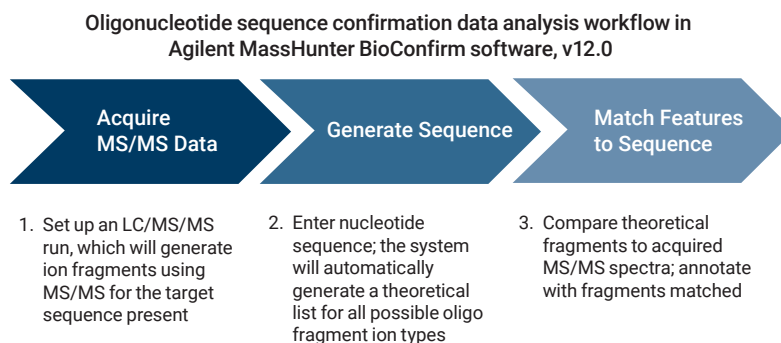 Oligonucleotide sequence confirmation data analysis workflow in
Agilent MassHunter BioConfirm software, v12.0
Acquire
MS/MS Data
Generate Sequence
Match Features
to Sequence
1. Set up an LC/MS/MS
run, which will generate
ion fragments using
MS/MS for the target
sequence present
2. Enter nucleotide
sequence; the system
will automatically
generate a theoretical
list for all possible oligo
fragment ion types
3. Compare theoretical
fragments to acquired
MS/MS spectra; annotate
with fragments matched